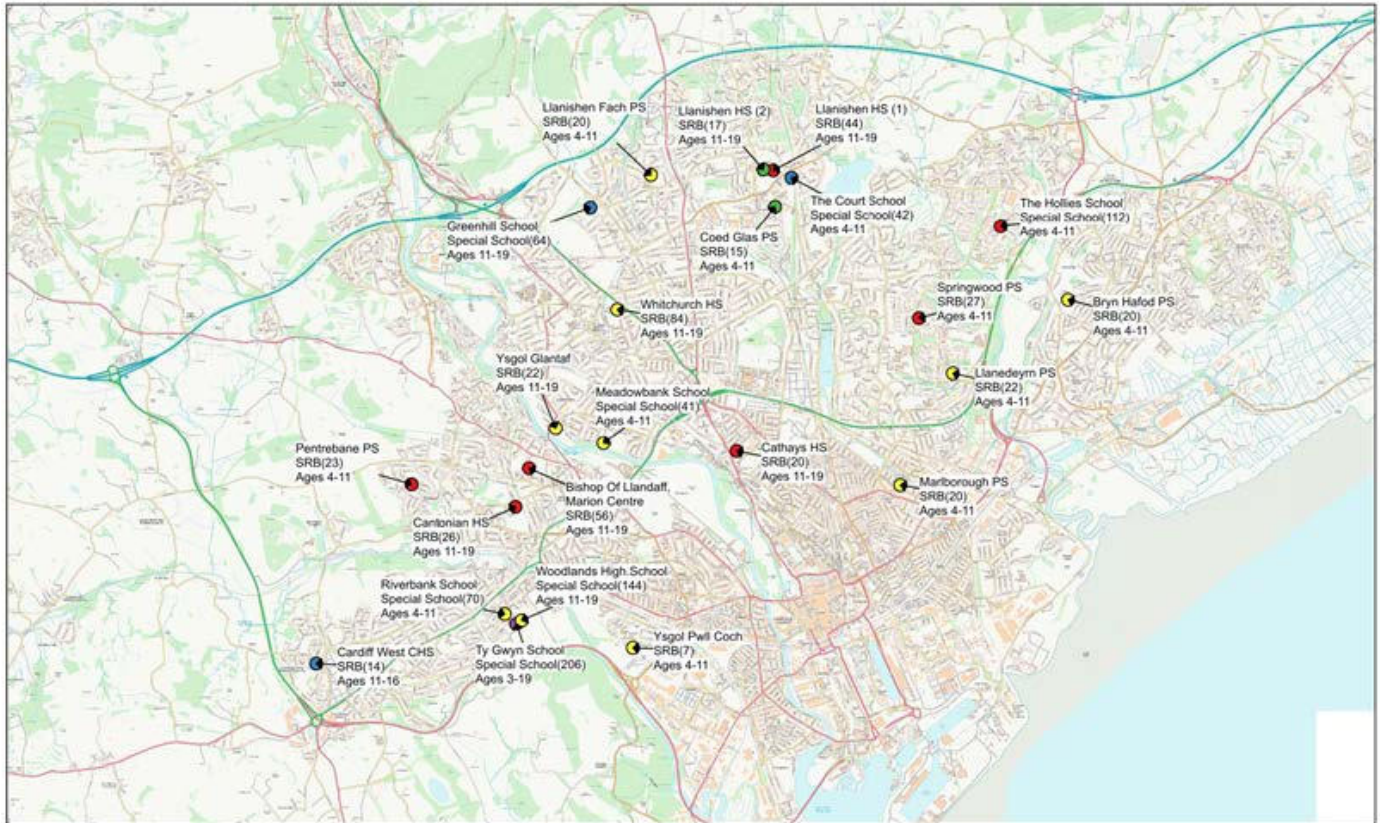 Llanishen Fach PS
SRB(20)
Ages 4-11
Llanishen HS (2)
SRB(17)
Ages 11-19
Llanishen HS (1)
SRB(44)
Ages 11-19
The Court School
Special School(42)
Ages 4-11
The Hollies School
Special School(112)
Ages 4-11
Greenhill School
Special School(64)
Ages 11-19
Coed Glas PS
SRB(15)
Ages 4-11
Springwood PS
SRB(27)
Ages 4-11
Bryn Hafod PS
SRB(20)
Ages 4-11
Whitchurch HS
SRB(84)
Ages 11-19
Ysgol Glantaf
SRB(22)
Ages 11-19
Meadowbank School
Special School(41)
Ages 4-11
Llanedeyrn PS
SRB(22)
Ages 4-11
Pentrebane PS
SRB(23)
Ages 4-11
Cathays HS
SRB(20)
Ages 11-19
Bishop Of Llandaff,
Marion Centre
SRB(56)
Ages 11-19
Marlborough PS
SRB(20)
Ages 4-11
Cantonian HS
SRB(26)
Ages 11-19
Riverbank School
Special School(70)
Ages 4-11
Woodlands High School
Special School(144)
Ages 11-19
Cardiff West CHS
SRB(14)
Ages 11-16
Ty Gwyn School
Special School(206)
Ages 3-19
Ysgol Pwll Coch
SRB(7)
Ages 4-11